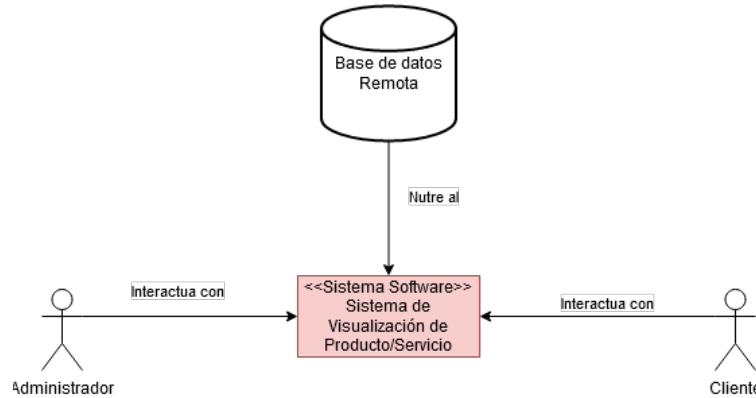 Base de datos
Remota
Nutre al
<<Sistema Software>>
Sistema de
Visualización de
Producto/Servicio
Interactua con
Interactua con
Administrador
Cliente